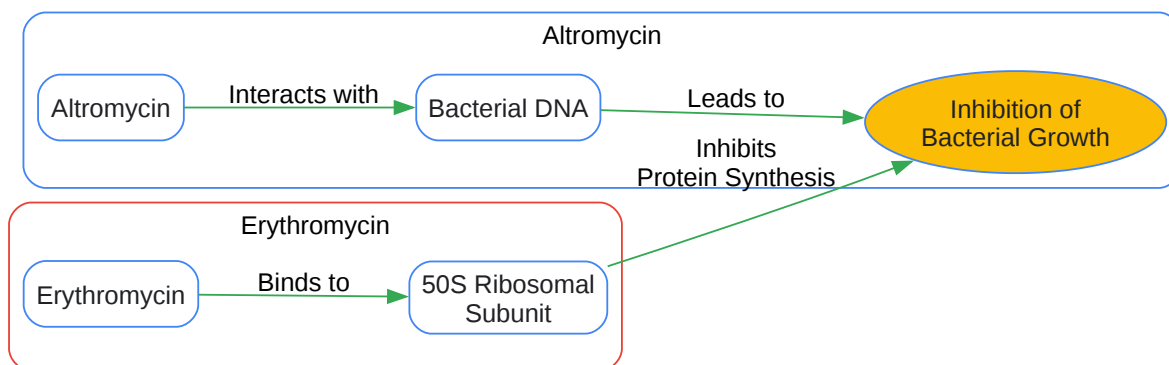 Altromycin
Altromycin
Interacts with
Bacterial DNA
Leads to
Inhibition of
Bacterial Growth
Inhibits
Protein Synthesis
Erythromycin
Erythromycin
Binds to
50S Ribosomal
Subunit